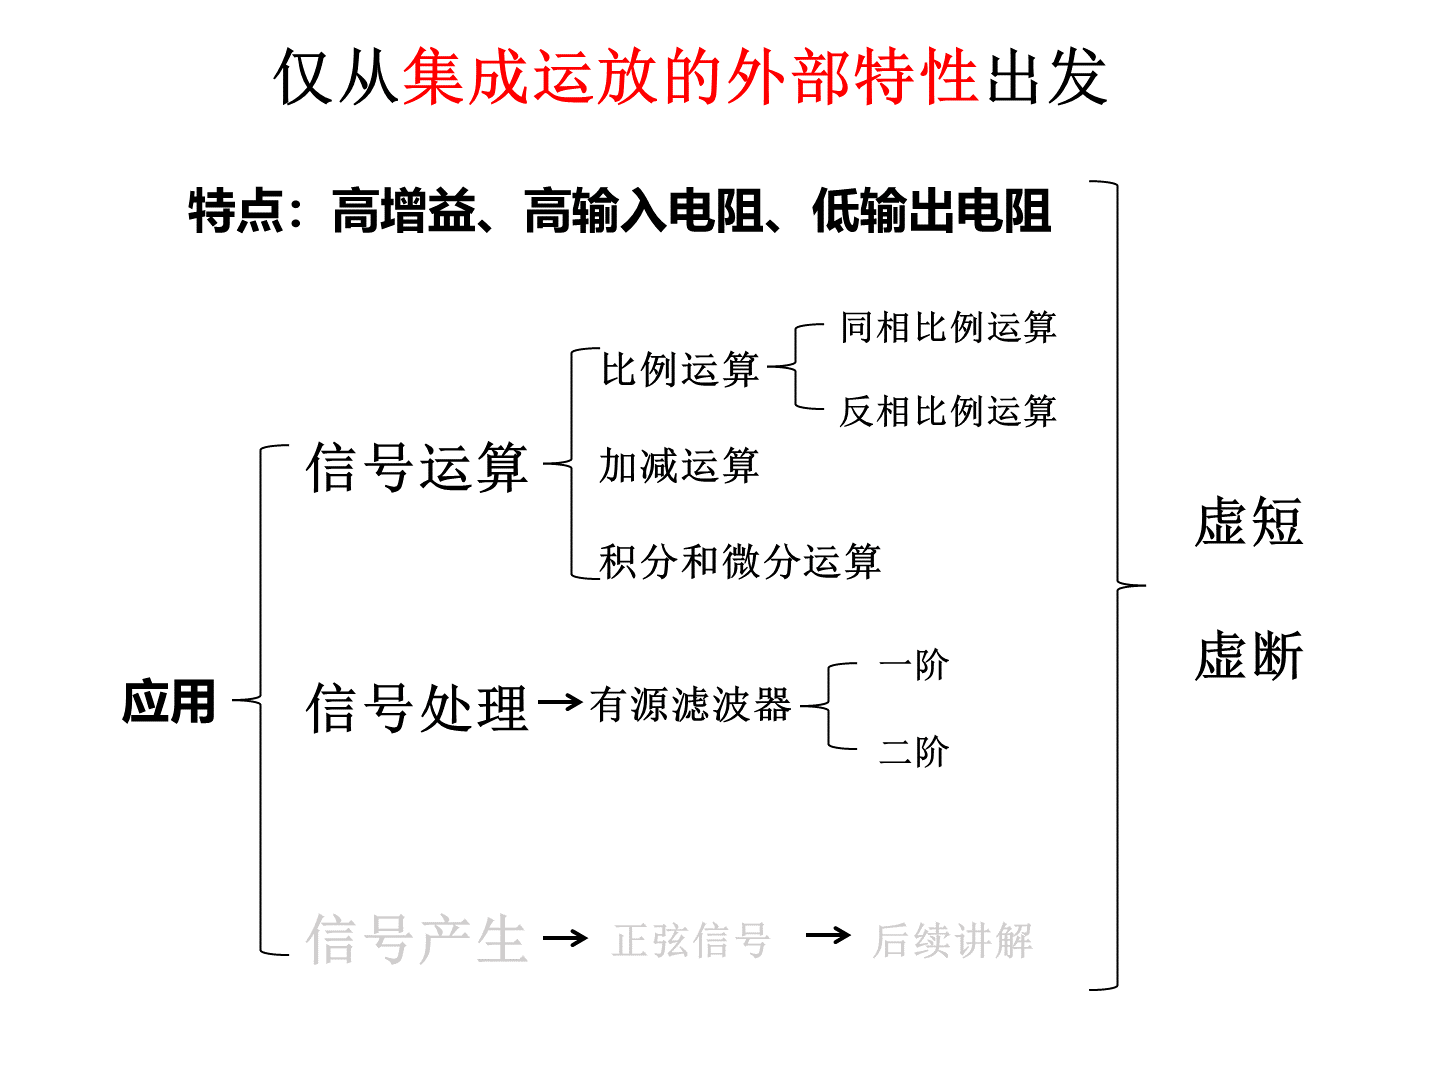 仅从集成运放的外部特性出发
特点：高增益、高输入电阻、低输出电阻
同相比例运算
比例运算
反相比例运算
信号运算
加减运算
积分和微分运算
虚短
虚断
应用
信号处理
有源滤波器
一阶
二阶
信号产生
正弦信号
后续讲解